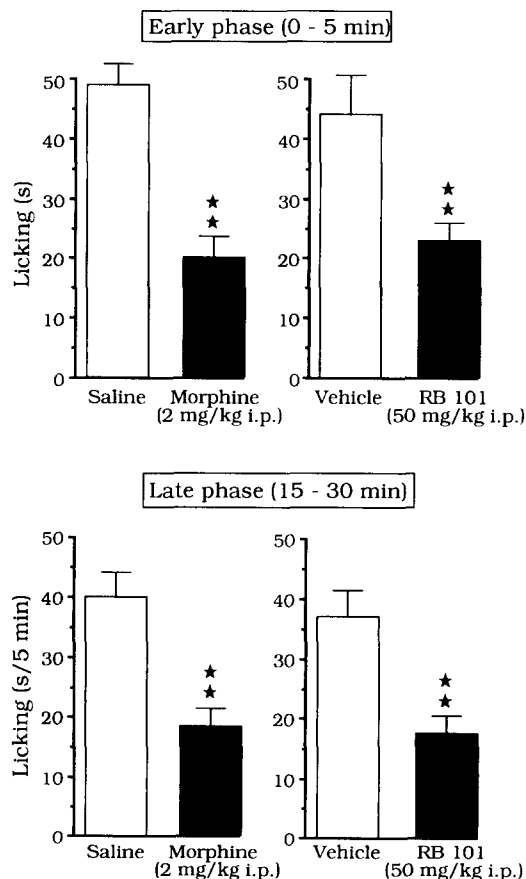 Early phase (0 - 5 min)
Licking (s)
50
40
30
20
10
0
★
★
Saline
Morphine
(2 mg/kg i.p.)
50
40
30
20
10
0
★
★
Vehicle
RB 101
(50 mg/kg i.p.)
Late phase (15 - 30 min)
Licking (s/5 min)
50
40
30
20
10
0
★
★
Saline
Morphine
(2 mg/kg i.p.)
50
40
30
20
10
0
★
★
Vehicle
RB 101
(50 mg/kg i.p.)